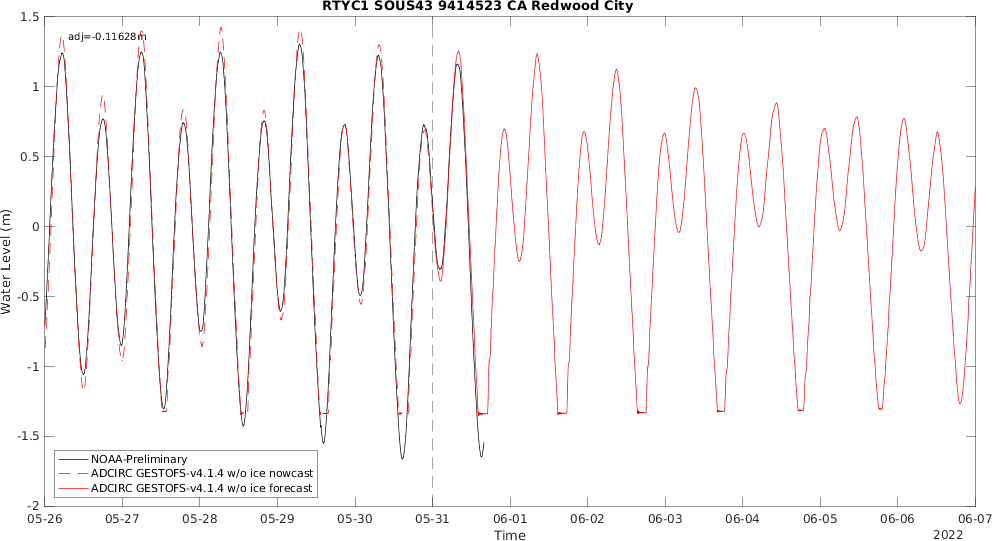 RTYC1 SOUS43 9414523 CA Redwood City
adj=-0.11628m
1.5
1
0.5
0
-0.5
-1
-1.5
-2
Water Level (m)
NOAA-Preliminary
ADCIRC GESTOFS-v4.1.4 w/o ice nowcast
ADCIRC GESTOFS-v4.1.4 w/o ice forecast
05-26 05-27 05-28 05-29 05-30 05-31 06-01 06-02 06-03 06-04 06-05 06-06 06-07
Time
2022